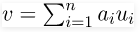 v = \sum_{i=1}^{n} a_i u_i